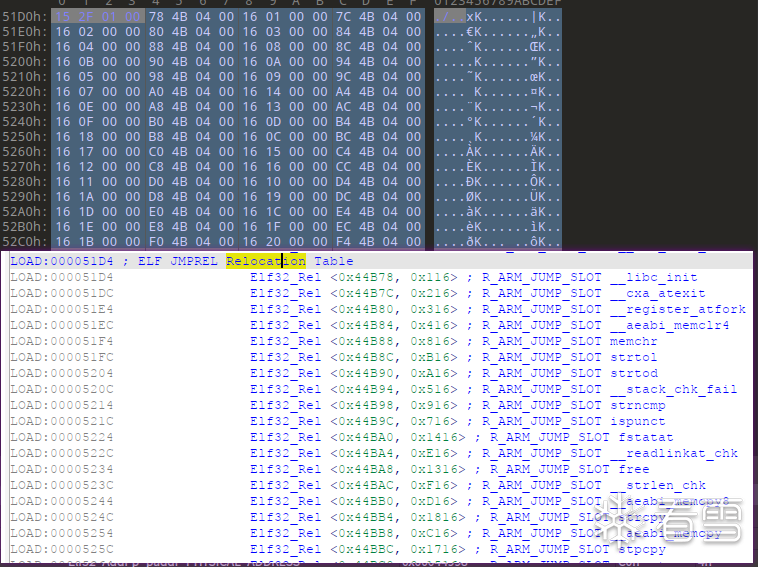 0 1 2 3 4 5 6 7 8 9 A B C D E F 0123456789ABCDEF
51D0h: 15 2F 01 00 78 4B 04 00 16 01 00 00 7C 4B 04 00 ./..xK......|K..
51E0h: 16 02 00 00 80 4B 04 00 16 03 00 00 84 4B 04 00 ....€K......„K..
51F0h: 16 04 00 00 88 4B 04 00 16 08 00 00 8C 4B 04 00 ....ˆK......ŒK..
5200h: 16 0B 00 00 90 4B 04 00 16 0A 00 00 94 4B 04 00 .....K......”K..
5210h: 16 05 00 00 98 4B 04 00 16 09 00 00 9C 4B 04 00 ....˜K......œK..
5220h: 16 07 00 00 A0 4B 04 00 16 14 00 00 A4 4B 04 00 .... K......¤K..
5230h: 16 0E 00 00 A8 4B 04 00 16 13 00 00 AC 4B 04 00 ....¨K......¬K..
5240h: 16 0F 00 00 B0 4B 04 00 16 0D 00 00 B4 4B 04 00 ....°K......´K..
5250h: 16 18 00 00 B8 4B 04 00 16 0C 00 00 BC 4B 04 00 ....¸K......¼K..
5260h: 16 17 00 00 C0 4B 04 00 16 15 00 00 C4 4B 04 00 ....ÀK......ÄK..
5270h: 16 12 00 00 C8 4B 04 00 16 16 00 00 CC 4B 04 00 ....ÈK......ÌK..
5280h: 16 11 00 00 D0 4B 04 00 16 10 00 00 D4 4B 04 00 ....ÐK......ÔK..
5290h: 16 1A 00 00 D8 4B 04 00 16 19 00 00 DC 4B 04 00 ....ØK......ÜK..
52A0h: 16 1D 00 00 E0 4B 04 00 16 1C 00 00 E4 4B 04 00 ....àK......äK..
52B0h: 16 1E 00 00 E8 4B 04 00 16 1F 00 00 EC 4B 04 00 ....èK......ìK..
52C0h: 16 1B 00 00 F0 4B 04 00 16 20 00 00 F4 4B 04 00 ....ðK... ..ôK..
LOAD:000051D4 ; ELF JMPREL Relocation Table
LOAD:000051D4 Elf32_Rel <0x44B78, 0x116> ; R_ARM_JUMP_SLOT __libc_init
LOAD:000051DC Elf32_Rel <0x44B7C, 0x216> ; R_ARM_JUMP_SLOT __cxa_atexit
LOAD:000051E4 Elf32_Rel <0x44B80, 0x316> ; R_ARM_JUMP_SLOT __register_atfork
LOAD:000051EC Elf32_Rel <0x44B84, 0x416> ; R_ARM_JUMP_SLOT __aeabi_memclr4
LOAD:000051F4 Elf32_Rel <0x44B88, 0x816> ; R_ARM_JUMP_SLOT memchr
LOAD:000051FC Elf32_Rel <0x44B8C, 0xB16> ; R_ARM_JUMP_SLOT strtol
LOAD:00005204 Elf32_Rel <0x44B90, 0xA16> ; R_ARM_JUMP_SLOT strtod
LOAD:0000520C Elf32_Rel <0x44B94, 0x516> ; R_ARM_JUMP_SLOT __stack_chk_fail
LOAD:00005214 Elf32_Rel <0x44B98, 0x916> ; R_ARM_JUMP_SLOT strncmp
LOAD:0000521C Elf32_Rel <0x44B9C, 0x716> ; R_ARM_JUMP_SLOT ispunct
LOAD:00005224 Elf32_Rel <0x44BA0, 0x1416> ; R_ARM_JUMP_SLOT fstatat
LOAD:0000522C Elf32_Rel <0x44BA4, 0xE16> ; R_ARM_JUMP_SLOT __readlinkat_chk
LOAD:00005234 Elf32_Rel <0x44BA8, 0x1316> ; R_ARM_JUMP_SLOT free
LOAD:0000523C Elf32_Rel <0x44BAC, 0xF16> ; R_ARM_JUMP_SLOT __strlen_chk
LOAD:00005244 Elf32_Rel <0x44BB0, 0xD16> ; R_ARM_JUMP_SLOT __aeabi_memcpy8
LOAD:0000524C Elf32_Rel <0x44BB4, 0x1816> ; R_ARM_JUMP_SLOT strcpy
LOAD:00005254 Elf32_Rel <0x44BB8, 0xC16> ; R_ARM_JUMP_SLOT __aeabi_memcpy
LOAD:0000525C Elf32_Rel <0x44BBC, 0x1716> ; R_ARM_JUMP_SLOT stpcpy
看雪